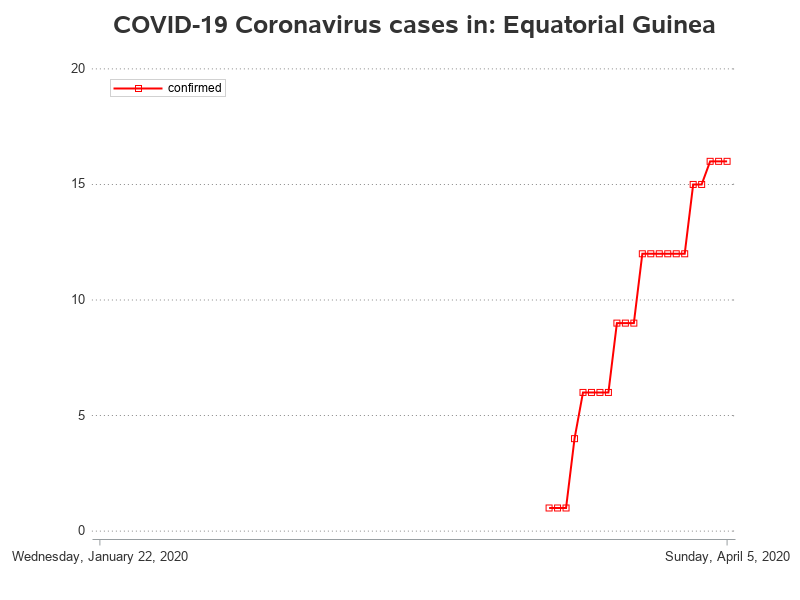 COVID-19 Coronavirus cases in: Equatorial Guinea
20
confirmed
15
10
5
0
Wednesday, January 22, 2020 Sunday, April 5, 2020